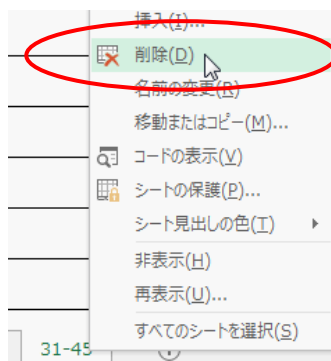 挿入(I)...
削除(D)
名前の変更(R)
移動またはコピー(M)...
コードの表示(V)
シートの保護(P)...
シート見出しの色(T)
非表示(H)
再表示(U)...
すべてのシートを選択(S)
31-45